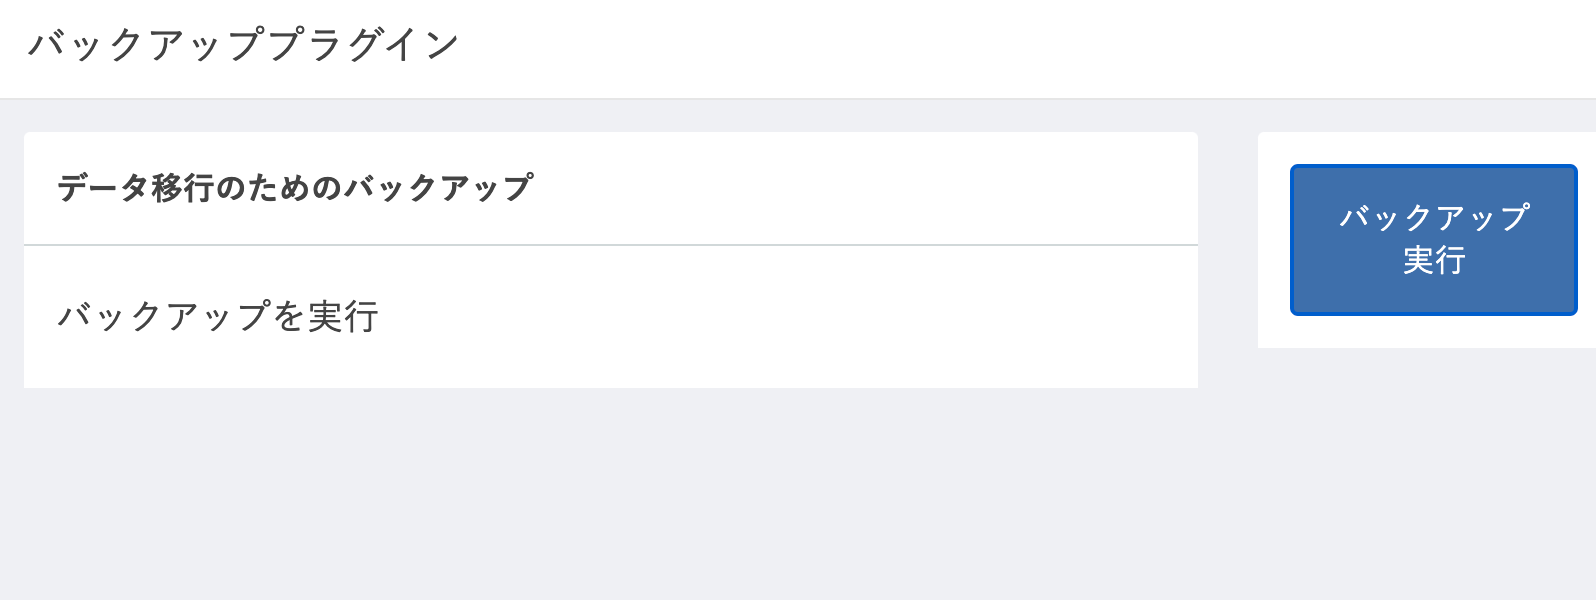 バックアッププラグイン
データ移行のためのバックアップ
バックアップを実行
バックアップ
実行